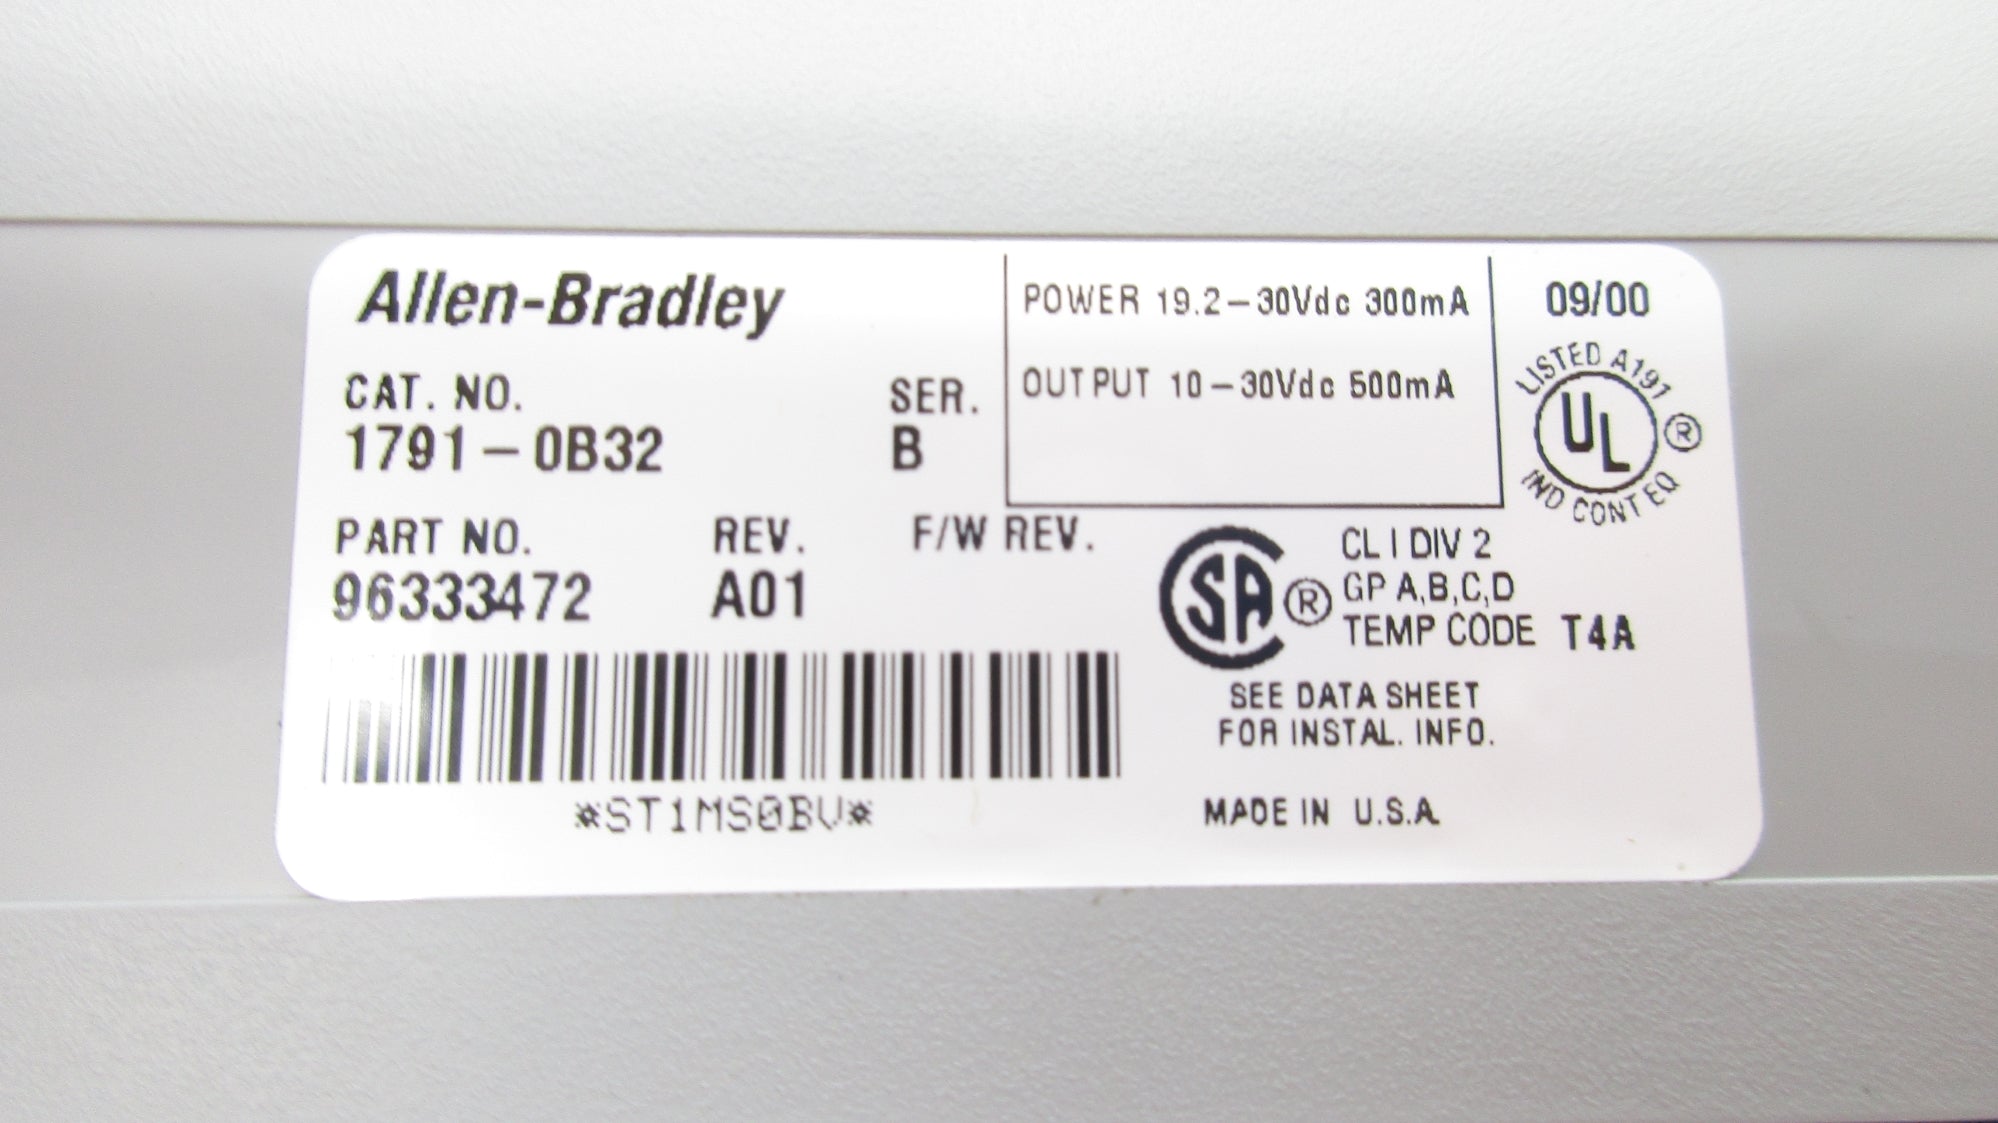 Allen-Bradley
CAT. NO. SER.
1791-0B32 B
PART NO. REV. F/W REV.
96333472 A01
*ST1MS0BV*
POWER 19.2-30Vdc 300mA
OUTPUT 10-30Vdc 500mA
09/00
LISTED A191
UL ®
IND CONT EQ
SA ®
CL I DIV 2
GP A,B,C,D
TEMP CODE T4A
SEE DATA SHEET
FOR INSTAL. INFO.
MADE IN U.S.A.